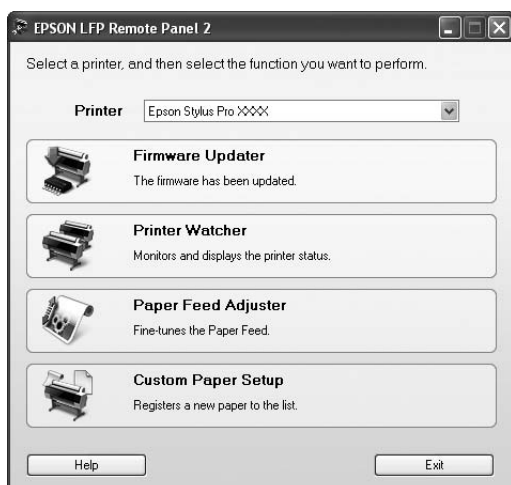 EPSON LFP Remote Panel 2
Select a printer, and then select the function you want to perform.
Printer
Epson Stylus Pro XXXX
Firmware Updater
The firmware has been updated.
Printer Watcher
Monitors and displays the printer status.
Paper Feed Adjuster
Fine-tunes the Paper Feed.
Custom Paper Setup
Registers a new paper to the list.
Help
Exit